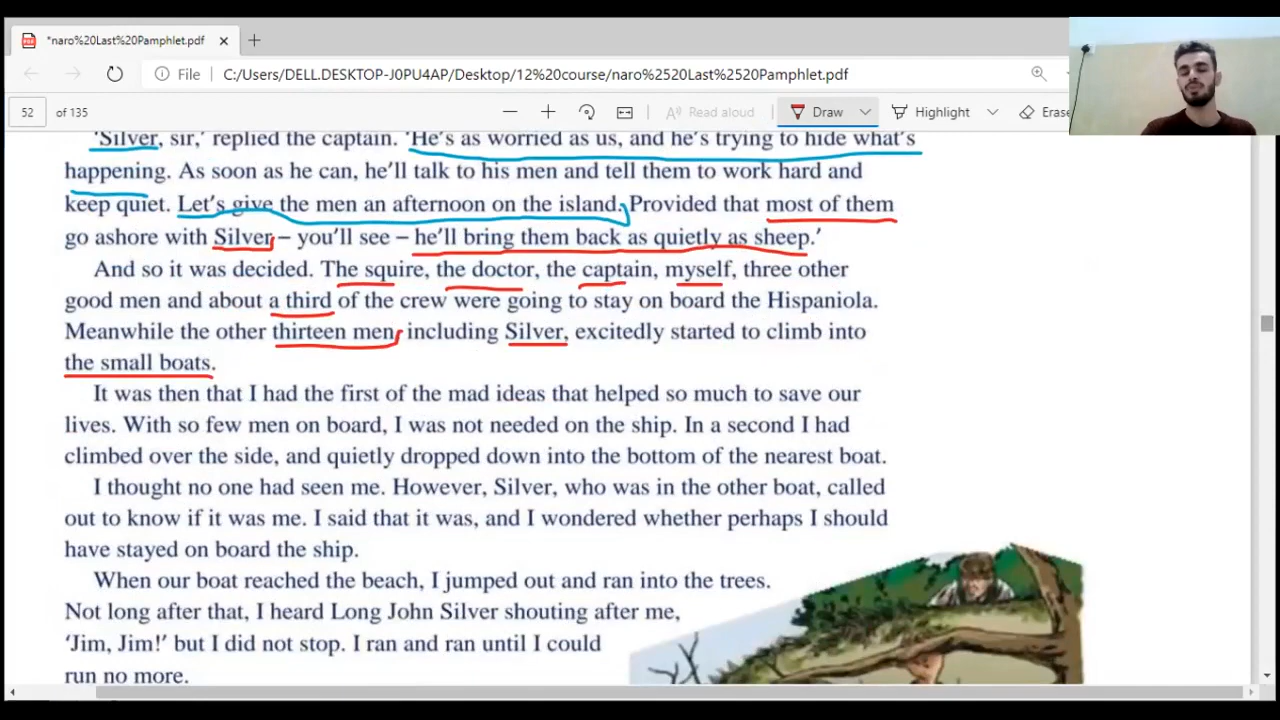 *naro%20Last%20Pamphlet.pdf
File C:/Users/DELL.DESKTOP-J0PU4AP/Desktop/12%20course/naro%2520Last%2520Pamphlet.pdf
52 of 135 Read aloud Draw Highlight Erase
'Silver, sir,' replied the captain. 'He's as worried as us, and he's trying to hide what's
happening. As soon as he can, he'll talk to his men and tell them to work hard and
keep quiet. Let's give the men an afternoon on the island. Provided that most of them
go ashore with Silver – you'll see – he'll bring them back as quietly as sheep.'
And so it was decided. The squire, the doctor, the captain, myself, three other
good men and about a third of the crew were going to stay on board the Hispaniola.
Meanwhile the other thirteen men, including Silver, excitedly started to climb into
the small boats.
It was then that I had the first of the mad ideas that helped so much to save our
lives. With so few men on board, I was not needed on the ship. In a second I had
climbed over the side, and quietly dropped down into the bottom of the nearest boat.
I thought no one had seen me. However, Silver, who was in the other boat, called
out to know if it was me. I said that it was, and I wondered whether perhaps I should
have stayed on board the ship.
When our boat reached the beach, I jumped out and ran into the trees.
Not long after that, I heard Long John Silver shouting after me,
'Jim, Jim!' but I did not stop. I ran and ran until I could
run no more.